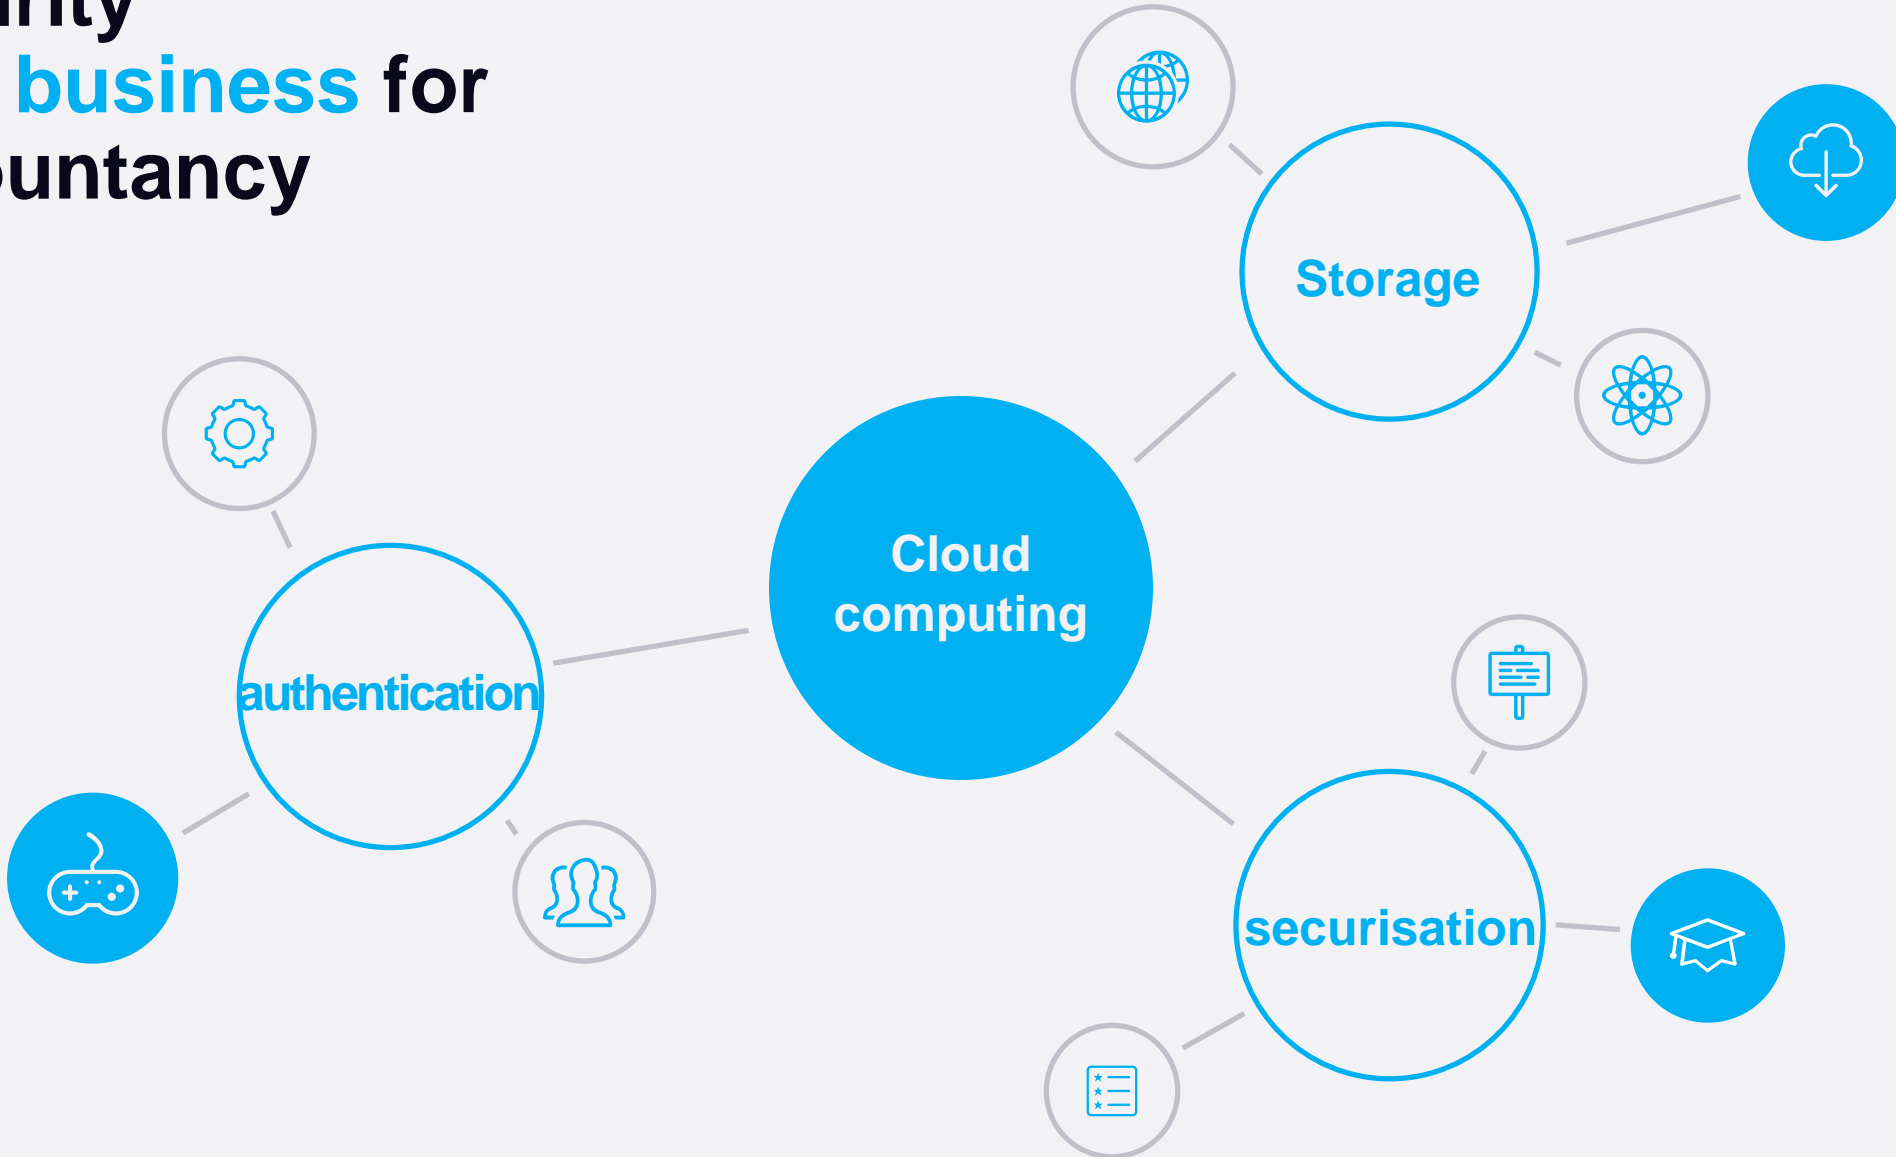 business for
Storage
Cloud
computing
authentication
securisation